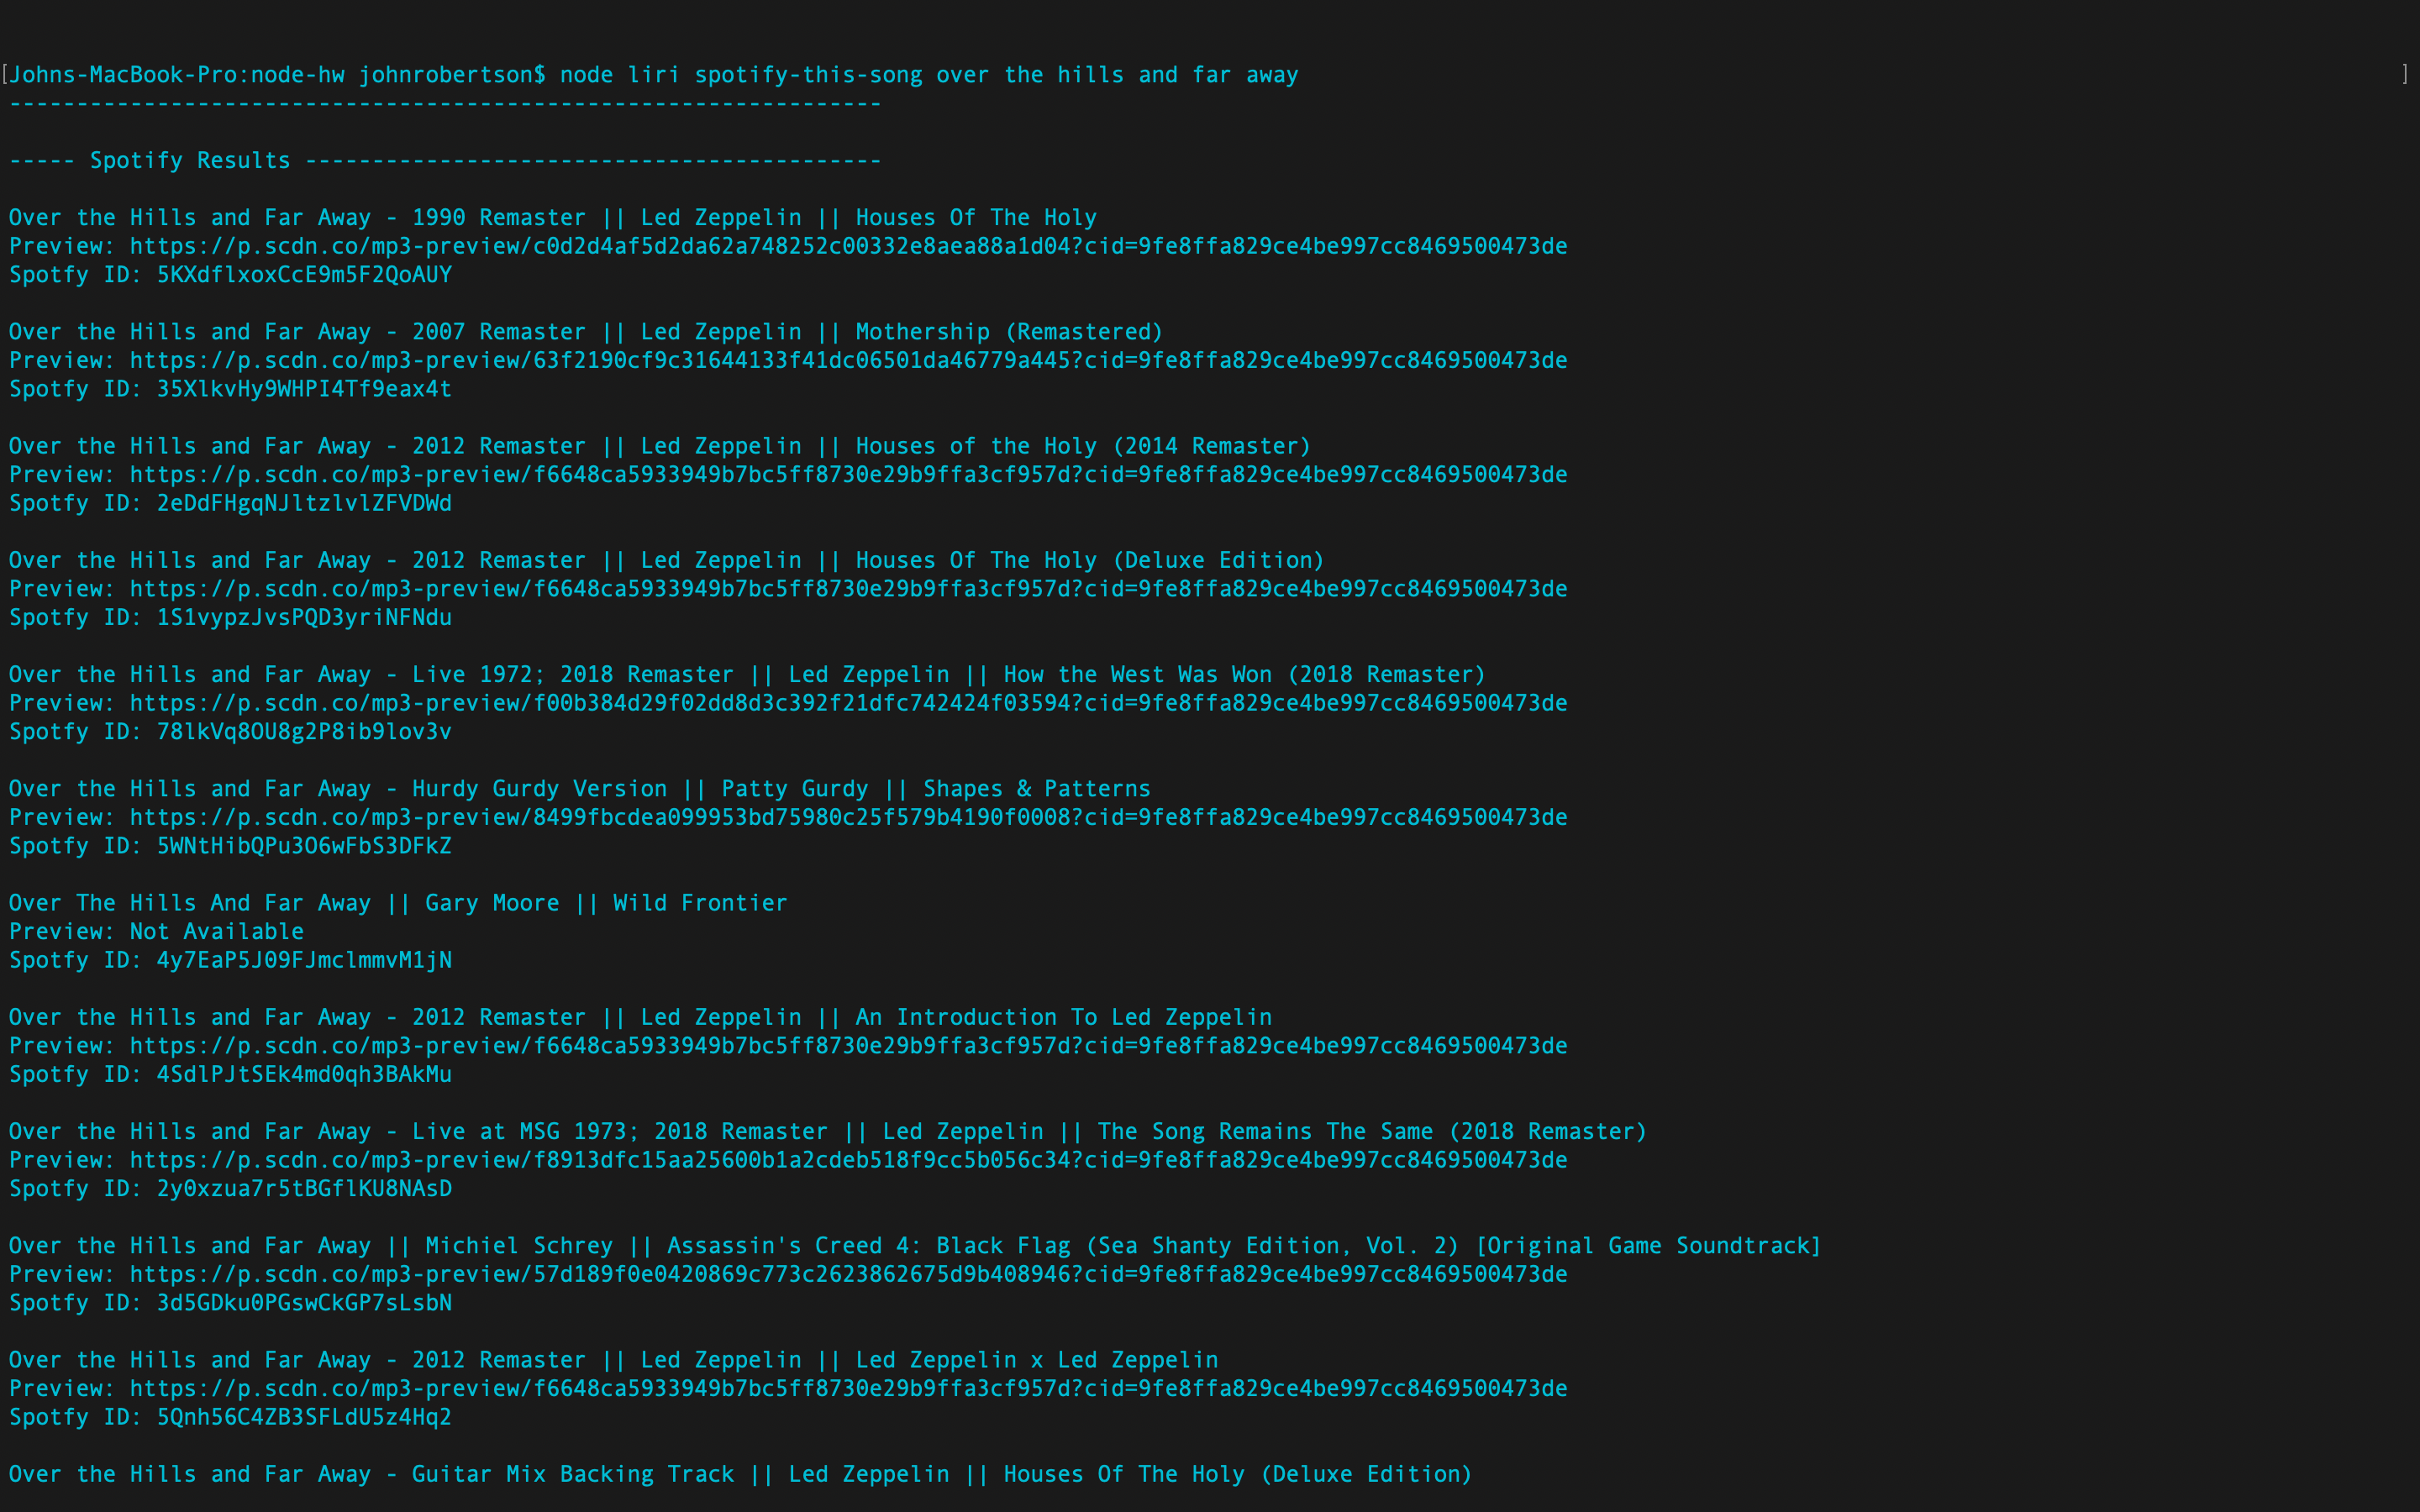 [Johns-MacBook-Pro:node-hw johnrobertson$ node liri spotify-this-song over the hills and far away ]
-----------------------------------------------------------------
----- Spotify Results -------------------------------------------
Over the Hills and Far Away - 1990 Remaster || Led Zeppelin || Houses Of The Holy
Preview: https://p.scdn.co/mp3-preview/c0d2d4af5d2da62a748252c00332e8aea88a1d04?cid=9fe8ffa829ce4be997cc8469500473de
Spotfy ID: 5KXdflxoxCcE9m5F2QoAUY
Over the Hills and Far Away - 2007 Remaster || Led Zeppelin || Mothership (Remastered)
Preview: https://p.scdn.co/mp3-preview/63f2190cf9c31644133f41dc06501da46779a445?cid=9fe8ffa829ce4be997cc8469500473de
Spotfy ID: 35XlkvHy9WHPI4Tf9eax4t
Over the Hills and Far Away - 2012 Remaster || Led Zeppelin || Houses of the Holy (2014 Remaster)
Preview: https://p.scdn.co/mp3-preview/f6648ca5933949b7bc5ff8730e29b9ffa3cf957d?cid=9fe8ffa829ce4be997cc8469500473de
Spotfy ID: 2eDdFHgqNJltzlvlZFVDWd
Over the Hills and Far Away - 2012 Remaster || Led Zeppelin || Houses Of The Holy (Deluxe Edition)
Preview: https://p.scdn.co/mp3-preview/f6648ca5933949b7bc5ff8730e29b9ffa3cf957d?cid=9fe8ffa829ce4be997cc8469500473de
Spotfy ID: 1S1vypzJvsPQD3yriNFNdu
Over the Hills and Far Away - Live 1972; 2018 Remaster || Led Zeppelin || How the West Was Won (2018 Remaster)
Preview: https://p.scdn.co/mp3-preview/f00b384d29f02dd8d3c392f21dfc742424f03594?cid=9fe8ffa829ce4be997cc8469500473de
Spotfy ID: 78lkVq8OU8g2P8ib9lov3v
Over the Hills and Far Away - Hurdy Gurdy Version || Patty Gurdy || Shapes & Patterns
Preview: https://p.scdn.co/mp3-preview/8499fbcdea099953bd75980c25f579b4190f0008?cid=9fe8ffa829ce4be997cc8469500473de
Spotfy ID: 5WNtHibQPu3O6wFbS3DFkZ
Over The Hills And Far Away || Gary Moore || Wild Frontier
Preview: Not Available
Spotfy ID: 4y7EaP5J09FJmclmmvM1jN
Over the Hills and Far Away - 2012 Remaster || Led Zeppelin || An Introduction To Led Zeppelin
Preview: https://p.scdn.co/mp3-preview/f6648ca5933949b7bc5ff8730e29b9ffa3cf957d?cid=9fe8ffa829ce4be997cc8469500473de
Spotfy ID: 4SdlPJtSEk4md0qh3BAkMu
Over the Hills and Far Away - Live at MSG 1973; 2018 Remaster || Led Zeppelin || The Song Remains The Same (2018 Remaster)
Preview: https://p.scdn.co/mp3-preview/f8913dfc15aa25600b1a2cdeb518f9cc5b056c34?cid=9fe8ffa829ce4be997cc8469500473de
Spotfy ID: 2y0xzua7r5tBGflKU8NAsD
Over the Hills and Far Away || Michiel Schrey || Assassin's Creed 4: Black Flag (Sea Shanty Edition, Vol. 2) [Original Game Soundtrack]
Preview: https://p.scdn.co/mp3-preview/57d189f0e0420869c773c2623862675d9b408946?cid=9fe8ffa829ce4be997cc8469500473de
Spotfy ID: 3d5GDku0PGswCkGP7sLsbN
Over the Hills and Far Away - 2012 Remaster || Led Zeppelin || Led Zeppelin x Led Zeppelin
Preview: https://p.scdn.co/mp3-preview/f6648ca5933949b7bc5ff8730e29b9ffa3cf957d?cid=9fe8ffa829ce4be997cc8469500473de
Spotfy ID: 5Qnh56C4ZB3SFLdU5z4Hq2
Over the Hills and Far Away - Guitar Mix Backing Track || Led Zeppelin || Houses Of The Holy (Deluxe Edition)